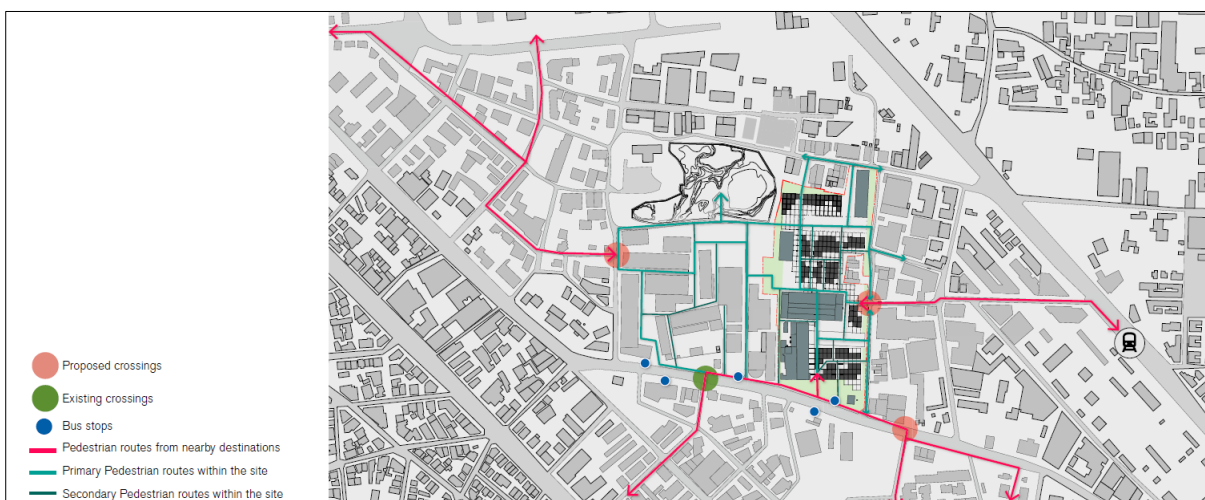 Proposed crossings
Existing crossings
Bus stops
Pedestrian routes from nearby destinations
Primary Pedestrian routes within the site
Secondary Pedestrian routes within the site